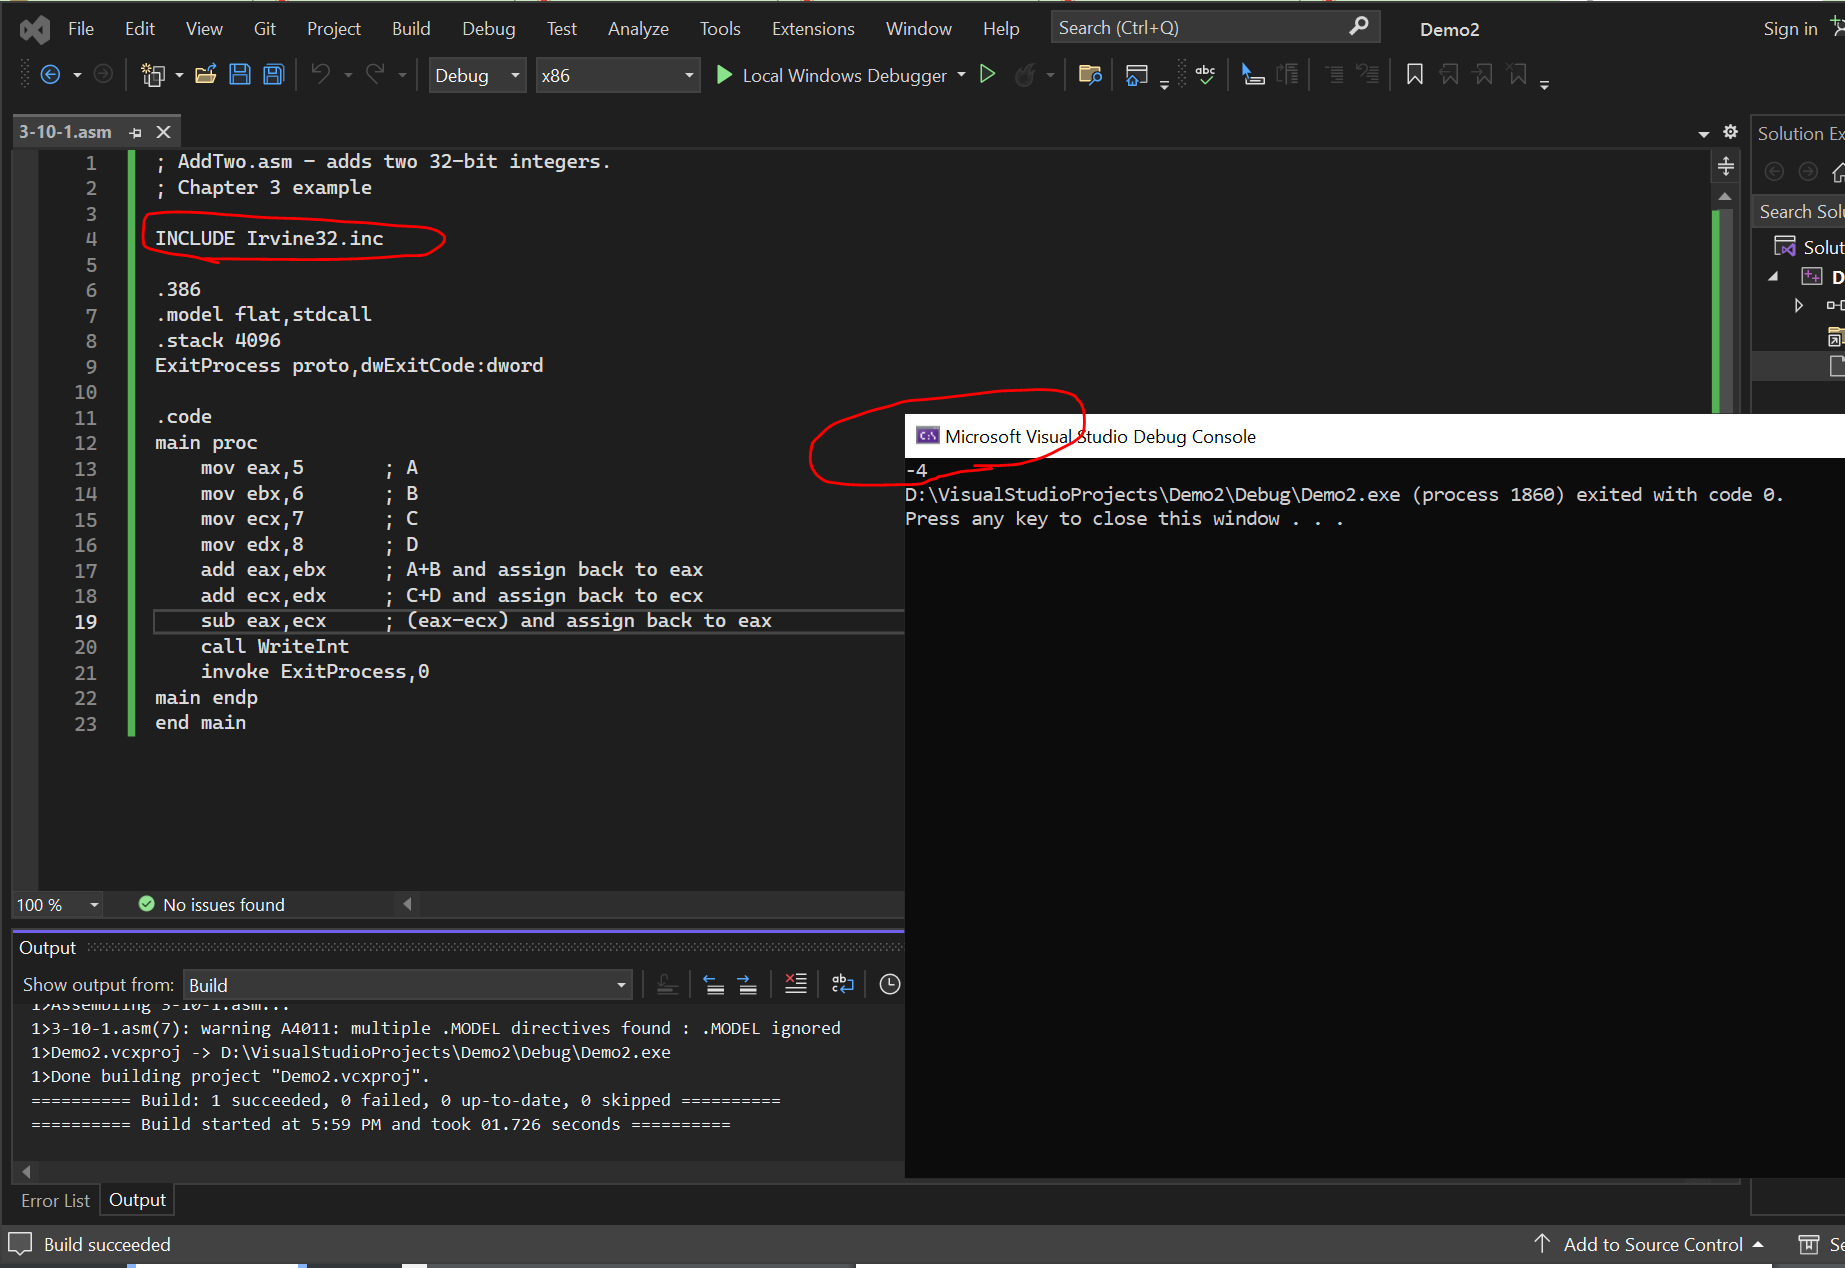 File Edit View Git Project Build Debug Test Analyze Tools Extensions Window Help Search (Ctrl+Q) Demo2 Sign in
Debug x86 Local Windows Debugger
3-10-1.asm
Solution Ex
1 ; AddTwo.asm - adds two 32-bit integers.
2 ; Chapter 3 example
3
4 INCLUDE Irvine32.inc
5
6 .386
7 .model flat,stdcall
8 .stack 4096
9 ExitProcess proto,dwExitCode:dword
10
11 .code
12 main proc
13 mov eax,5 ; A
14 mov ebx,6 ; B
15 mov ecx,7 ; C
16 mov edx,8 ; D
17 add eax,ebx ; A+B and assign back to eax
18 add ecx,edx ; C+D and assign back to ecx
19 sub eax,ecx ; (eax-ecx) and assign back to eax
20 call WriteInt
21 invoke ExitProcess,0
22 main endp
23 end main
Search Solu
Solut
D
Microsoft Visual Studio Debug Console
-4
D:\VisualStudioProjects\Demo2\Debug\Demo2.exe (process 1860) exited with code 0.
Press any key to close this window . . .
100 % No issues found
Output
Show output from: Build
1>Assembling 3-10-1.asm...
1>3-10-1.asm(7): warning A4011: multiple .MODEL directives found : .MODEL ignored
1>Demo2.vcxproj -> D:\VisualStudioProjects\Demo2\Debug\Demo2.exe
1>Done building project "Demo2.vcxproj".
========== Build: 1 succeeded, 0 failed, 0 up-to-date, 0 skipped ==========
========== Build started at 5:59 PM and took 01.726 seconds ==========
Error List Output
Build succeeded Add to Source Control Se